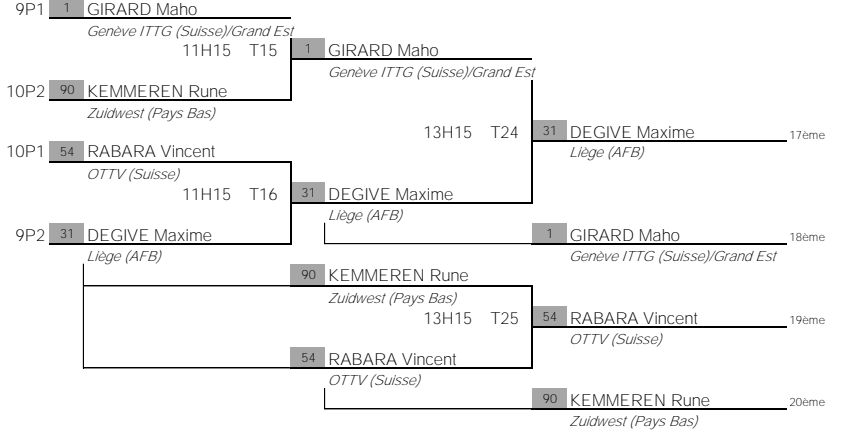 9P1 1 GIRARD Maho
Genève ITTG (Suisse)/Grand Est
11H15 T15 1 GIRARD Maho
Genève ITTG (Suisse)/Grand Est
10P2 90 KEMMEREN Rune
Zuidwest (Pays Bas)
13H15 T24 31 DEGIVE Maxime 17ème
Liège (AFB)
10P1 54 RABARA Vincent
OTTV (Suisse)
11H15 T16 31 DEGIVE Maxime
Liège (AFB)
9P2 31 DEGIVE Maxime 1 GIRARD Maho 18ème
Liège (AFB) Genève ITTG (Suisse)/Grand Est
90 KEMMEREN Rune
Zuidwest (Pays Bas)
13H15 T25 54 RABARA Vincent 19ème
OTTV (Suisse)
54 RABARA Vincent
OTTV (Suisse)
90 KEMMEREN Rune 20ème
Zuidwest (Pays Bas)